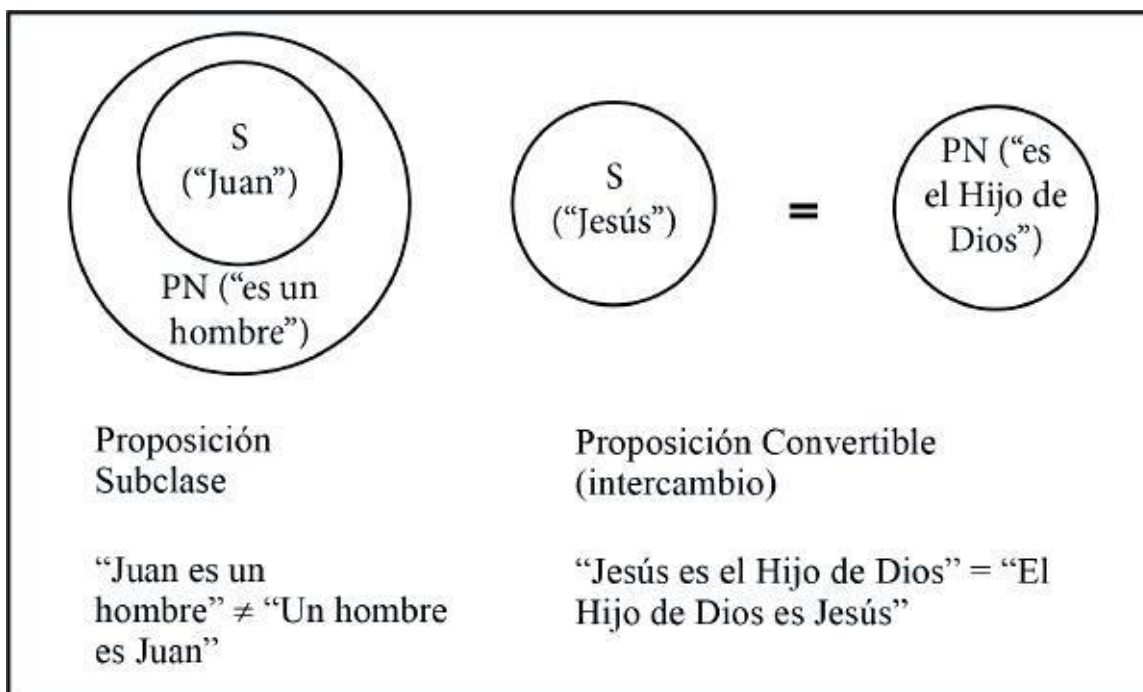 S
(“Juan”)
PN (“es un
hombre”)
S
(“Jesús”)
=
PN (“es
el Hijo de
Dios”)
Proposición
Subclase
“Juan es un
hombre” ≠ “Un hombre
es Juan”
Proposición Convertible
(intercambio)
“Jesús es el Hijo de Dios” = “El
Hijo de Dios es Jesús”